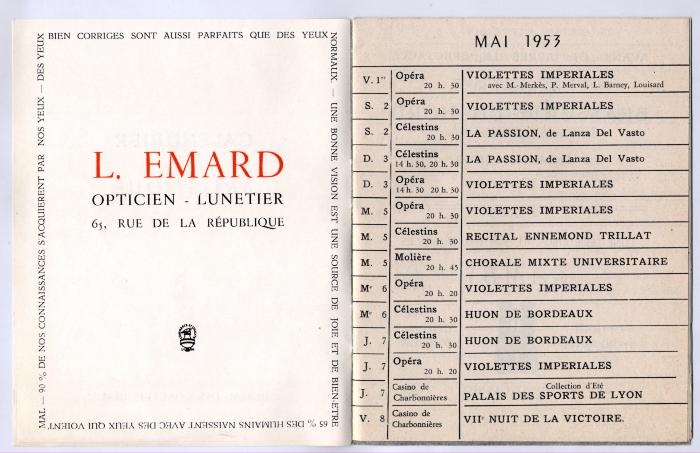 DES YEUX BIEN CORRIGES SONT AUSSI PARFAITS QUE DES YEUX
NORMAUX — UNE BONNE VISION EST UNE SOURCE DE JOIE ET DE BIEN-ETRE
65 % DES HUMAINS NAISSENT AVEC DES YEUX QUI VOIENT
MAL — 90 % DE NOS CONNAISSANCES S'ACQUIERENT PAR NOS YEUX —
L. EMARD
OPTICIEN - LUNETIER
65, RUE DE LA RÉPUBLIQUE
MAI 1953
V. 1er Opéra VIOLETTES IMPERIALES
20 h. 30 avec M. Merkès, P. Merval, L. Barney, Louisard
S. 2 Opéra VIOLETTES IMPERIALES
20 h. 30
S. 2 Célestins LA PASSION, de Lanza Del Vasto
20 h. 30
D. 3 Célestins LA PASSION, de Lanza Del Vasto
14 h. 30, 20 h. 30
D. 3 Opéra VIOLETTES IMPERIALES
14 h. 30 20 h. 30
M. 5 Opéra VIOLETTES IMPERIALES
20 h. 30
M. 5 Célestins RECITAL ENNEMOND TRILLAT
20 h. 30
M. 5 Molière CHORALE MIXTE UNIVERSITAIRE
20 h. 45
Mr 6 Opéra VIOLETTES IMPERIALES
20 h. 20
Mr 6 Célestins HUON DE BORDEAUX
20 h. 30
J. 7 Célestins HUON DE BORDEAUX
20 h. 30
J. 7 Opéra VIOLETTES IMPERIALES
20 h. 20
J. 7 Casino de Collection d'Eté
Charbonnières PALAIS DES SPORTS DE LYON
V. 8 Casino de VIIe NUIT DE LA VICTOIRE.
Charbonnières